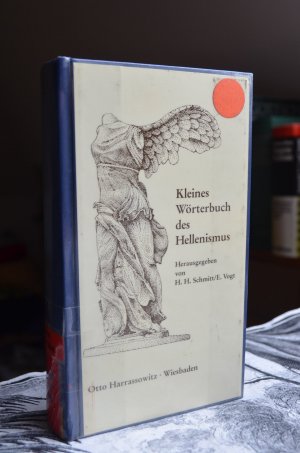 Kleines
Wörterbuch
des
Hellenismus
Herausgegeben
von
H. H. Schmitt/E. Vogt
Otto Harrassowitz · Wiesbaden